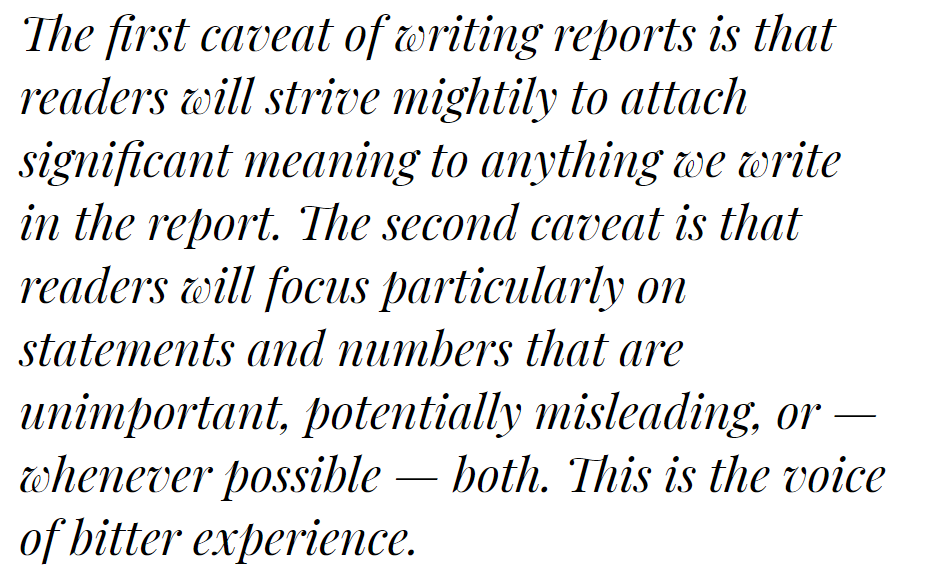 The first caveat of writing reports is that
readers will strive mightily to attach
significant meaning to anything we write
in the report. The second caveat is that
readers will focus particularly on
statements and numbers that are
unimportant, potentially misleading, or —
whenever possible — both. This is the voice
of bitter experience.